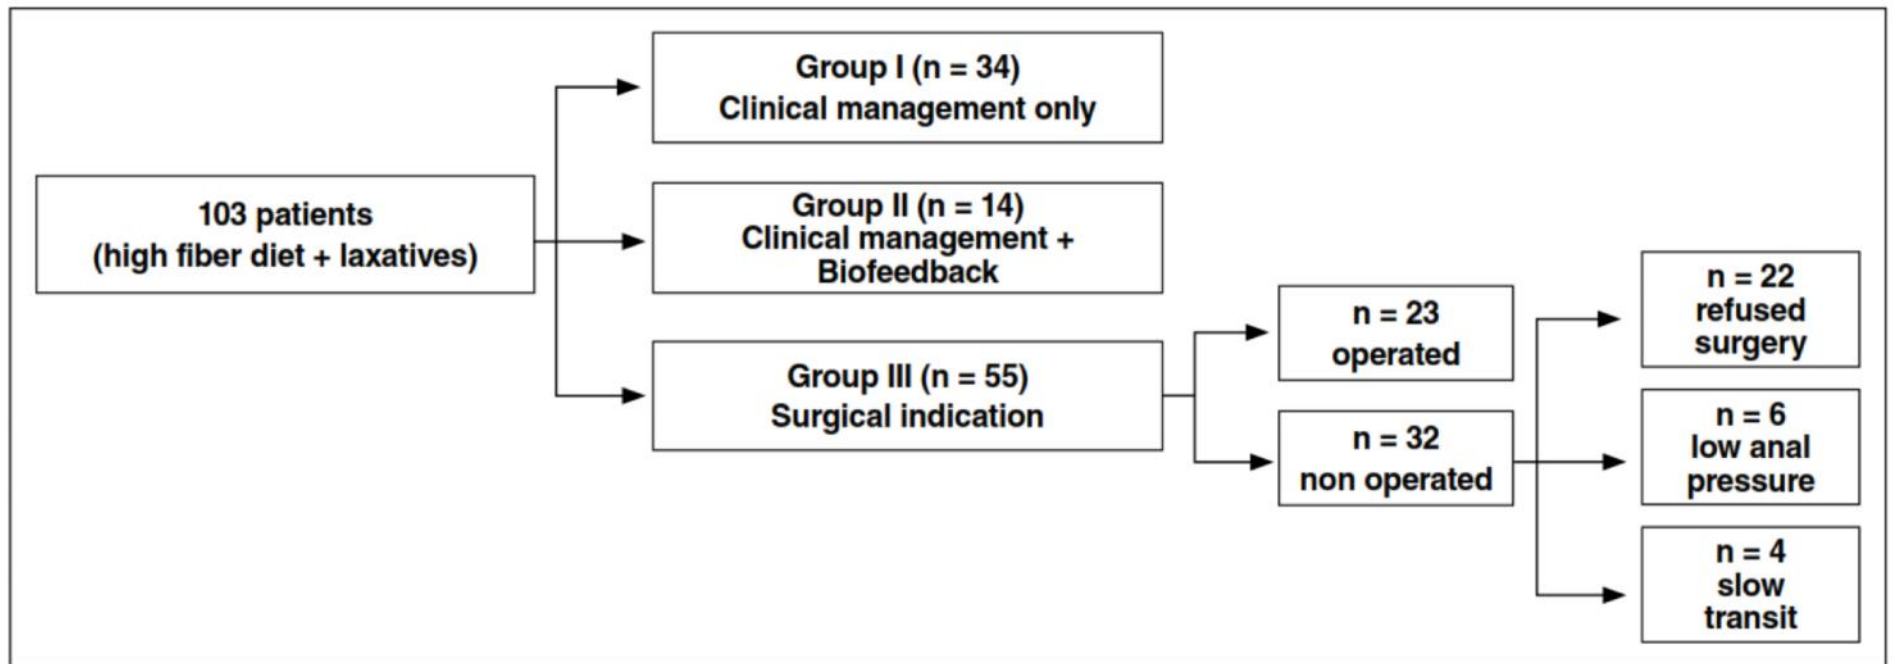 103 patients
(high fiber diet + laxatives)
Group I (n = 34)
Clinical management only
Group II (n = 14)
Clinical management +
Biofeedback
Group III (n = 55)
Surgical indication
n = 23
operated
n = 32
non operated
n = 22
refused
surgery
n = 6
low anal
pressure
n = 4
slow
transit